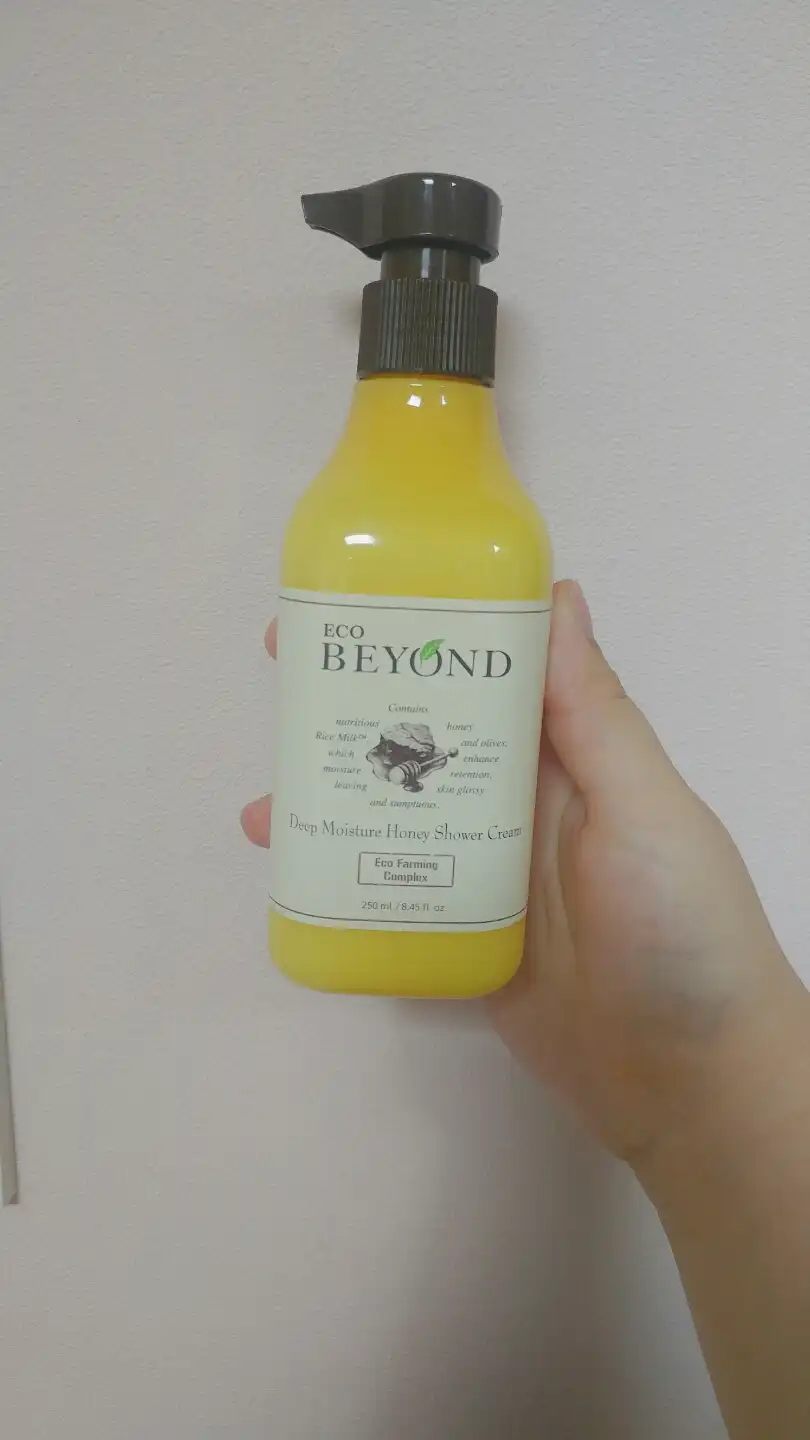 ECO
BEYOND
Contains
nutritious honey
Rice Milk™ and olives,
which enhance
moisture retention,
leaving skin glossy
and sumptuous.
Deep Moisture Honey Shower Cream
Eco Farming
Complex
250 ml / 8.45 fl. oz.